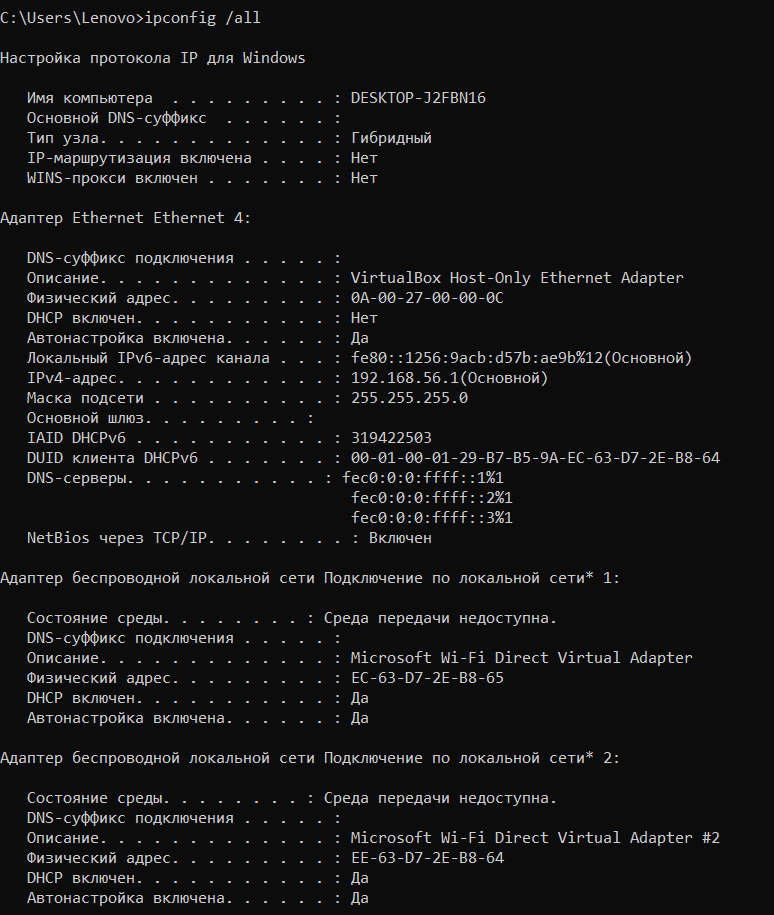 C:\Users\Lenovo>ipconfig /all
Настройка протокола IP для Windows
Имя компьютера  . . . . . . . . . : DESKTOP-J2FBN16
Основной DNS-суффикс  . . . . . . :
Тип узла. . . . . . . . . . . . . : Гибридный
IP-маршрутизация включена . . . . : Нет
WINS-прокси включен . . . . . . . : Нет
Адаптер Ethernet Ethernet 4:
DNS-суффикс подключения . . . . . :
Описание. . . . . . . . . . . . . : VirtualBox Host-Only Ethernet Adapter
Физический адрес. . . . . . . . . : 0A-00-27-00-00-0C
DHCP включен. . . . . . . . . . . : Нет
Автонастройка включена. . . . . . : Да
Локальный IPv6-адрес канала . . . : fe80::1256:9acb:d57b:ae9b%12(Основной)
IPv4-адрес. . . . . . . . . . . . : 192.168.56.1(Основной)
Маска подсети . . . . . . . . . . : 255.255.255.0
Основной шлюз. . . . . . . . . :
IAID DHCPv6 . . . . . . . . . . . : 319422503
DUID клиента DHCPv6 . . . . . . . : 00-01-00-01-29-B7-B5-9A-EC-63-D7-2E-B8-64
DNS-серверы. . . . . . . . . . . : fec0:0:0:ffff::1%1
fec0:0:0:ffff::2%1
fec0:0:0:ffff::3%1
NetBios через TCP/IP. . . . . . . . : Включен
Адаптер беспроводной локальной сети Подключение по локальной сети* 1:
Состояние среды. . . . . . . . : Среда передачи недоступна.
DNS-суффикс подключения . . . . . :
Описание. . . . . . . . . . . . . : Microsoft Wi-Fi Direct Virtual Adapter
Физический адрес. . . . . . . . . : EC-63-D7-2E-B8-65
DHCP включен. . . . . . . . . . . : Да
Автонастройка включена. . . . . . : Да
Адаптер беспроводной локальной сети Подключение по локальной сети* 2:
Состояние среды. . . . . . . . : Среда передачи недоступна.
DNS-суффикс подключения . . . . . :
Описание. . . . . . . . . . . . . : Microsoft Wi-Fi Direct Virtual Adapter #2
Физический адрес. . . . . . . . . : EE-63-D7-2E-B8-64
DHCP включен. . . . . . . . . . . : Да
Автонастройка включена. . . . . . : Да